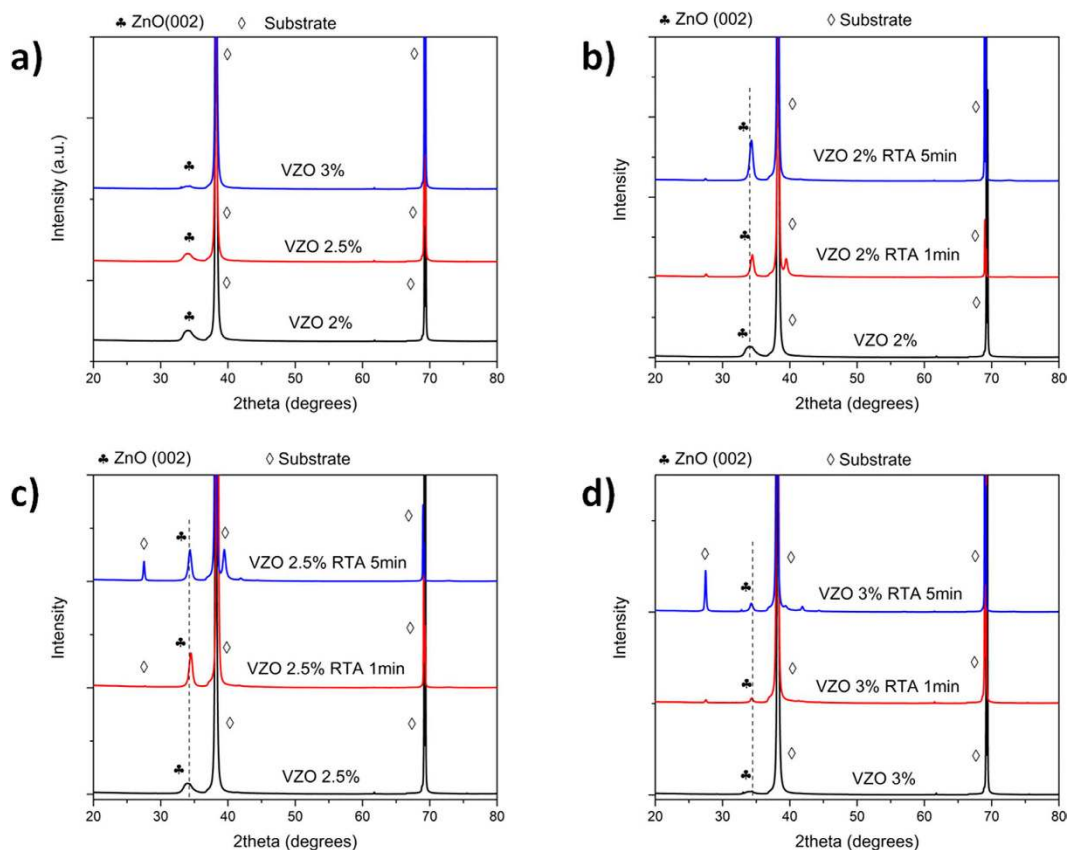 ♣ ZnO(002) ◊ Substrate
a)
Intensity (a.u.)
♣ ◊ ◊
VZO 3%
♣ ◊ ◊
VZO 2.5%
♣ ◊ ◊
VZO 2%
20 30 40 50 60 70 80
2theta (degrees)
♣ ZnO (002) ◊ Substrate
b)
Intensity
♣ ◊ ◊
VZO 2% RTA 5min
♣ ◊ ◊
VZO 2% RTA 1min
♣ ◊ ◊
VZO 2%
20 30 40 50 60 70 80
2theta (degrees)
♣ ZnO (002) ◊ Substrate
c)
Intensity
◊ ♣ ◊ ◊
VZO 2.5% RTA 5min
◊ ♣ ◊ ◊
VZO 2.5% RTA 1min
♣ ◊ ◊
VZO 2.5%
20 30 40 50 60 70 80
2theta (degrees)
♣ ZnO (002) ◊ Substrate
d)
Intensity
◊ ♣ ◊ ◊
VZO 3% RTA 5min
♣ ◊ ◊
VZO 3% RTA 1min
♣ ◊ ◊
VZO 3%
20 30 40 50 60 70 80
2theta (degrees)